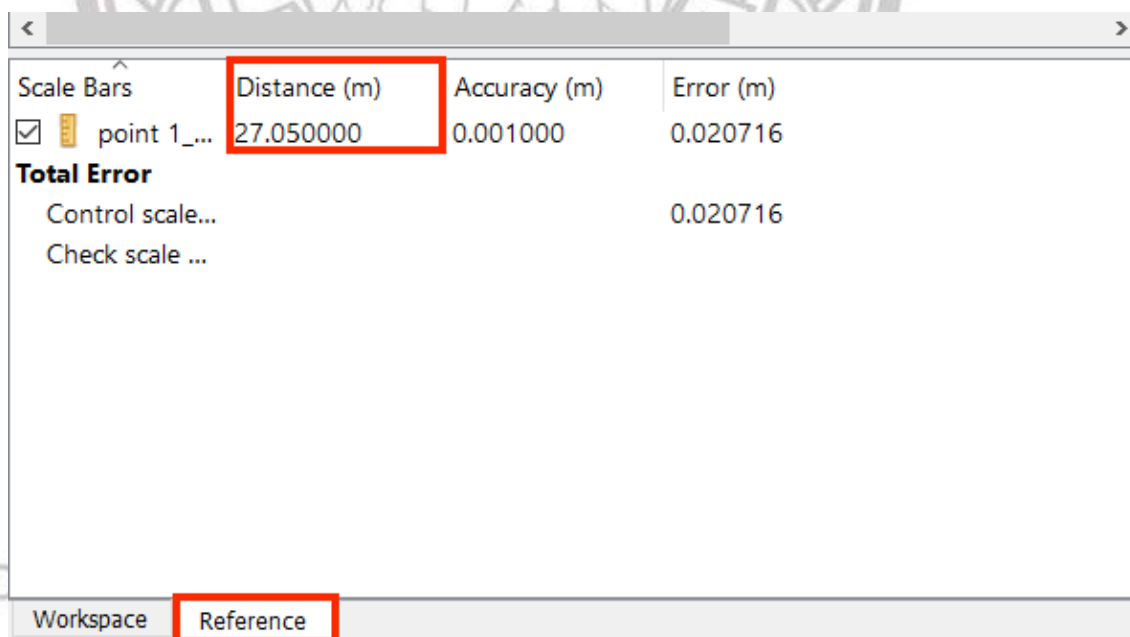 Scale Bars Distance (m) Accuracy (m) Error (m)
point 1_... 27.050000 0.001000 0.020716
Total Error
Control scale... 0.020716
Check scale ...
Workspace Reference